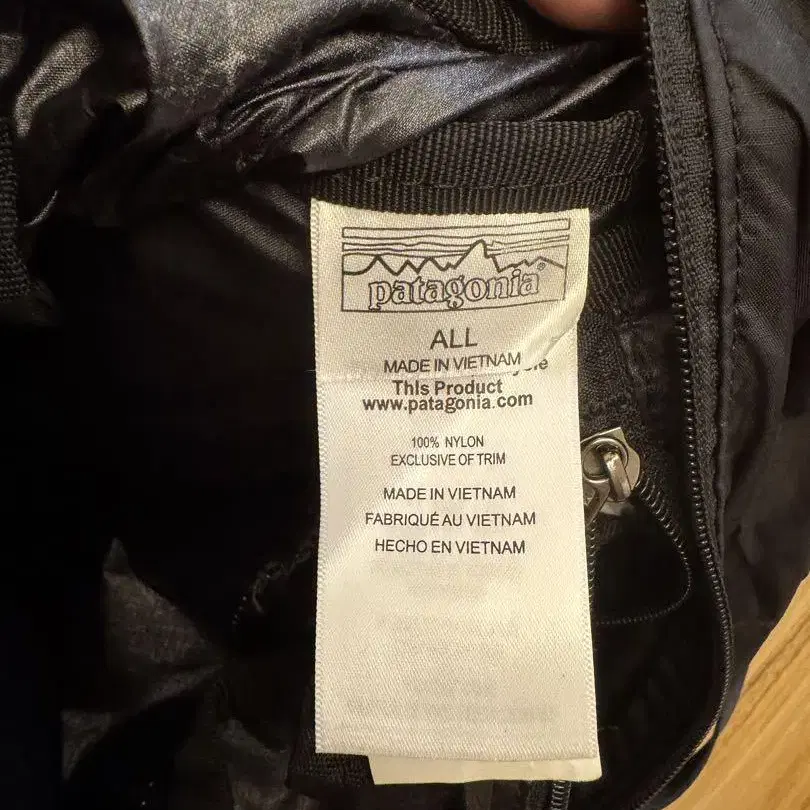 patagonia®
ALL
MADE IN VIETNAM
This Product
www.patagonia.com
100% NYLON
EXCLUSIVE OF TRIM
MADE IN VIETNAM
FABRIQUÉ AU VIETNAM
HECHO EN VIETNAM